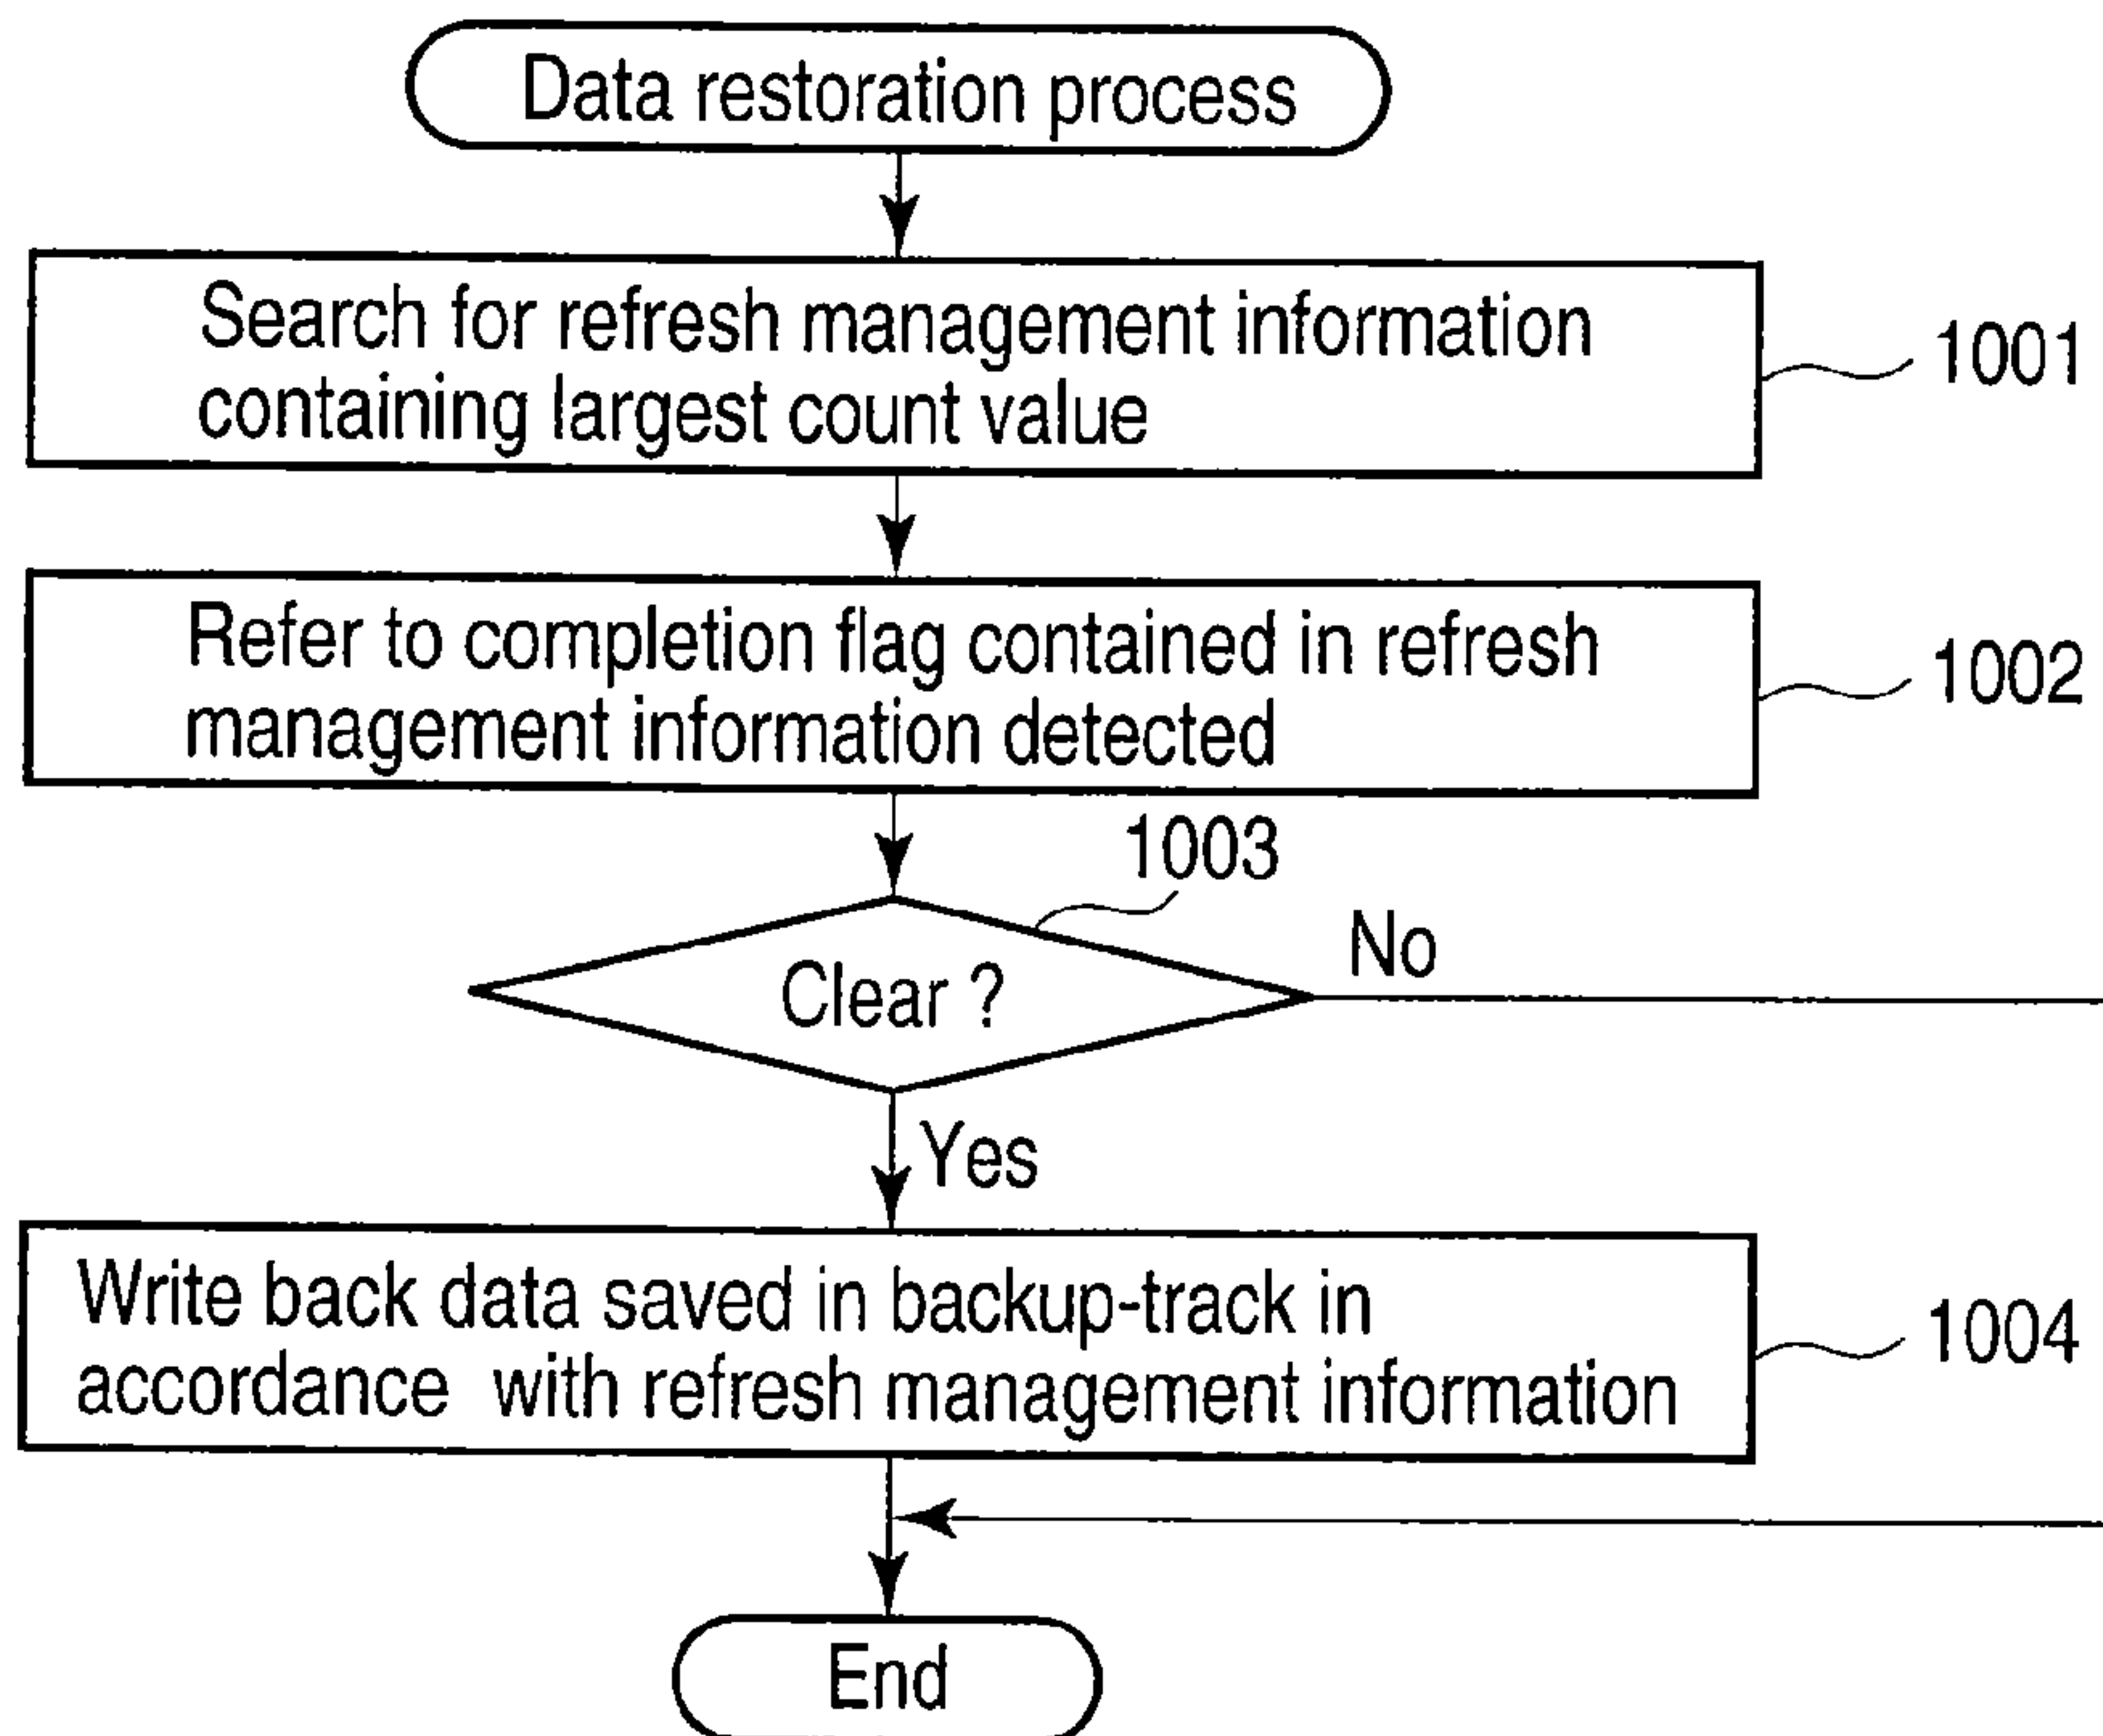 Data restoration process
Search for refresh management information
containing largest count value
1001
Refer to completion flag contained in refresh
management information detected
1002
1003
Clear ?
No
Yes
Write back data saved in backup-track in
accordance with refresh management information
1004
End